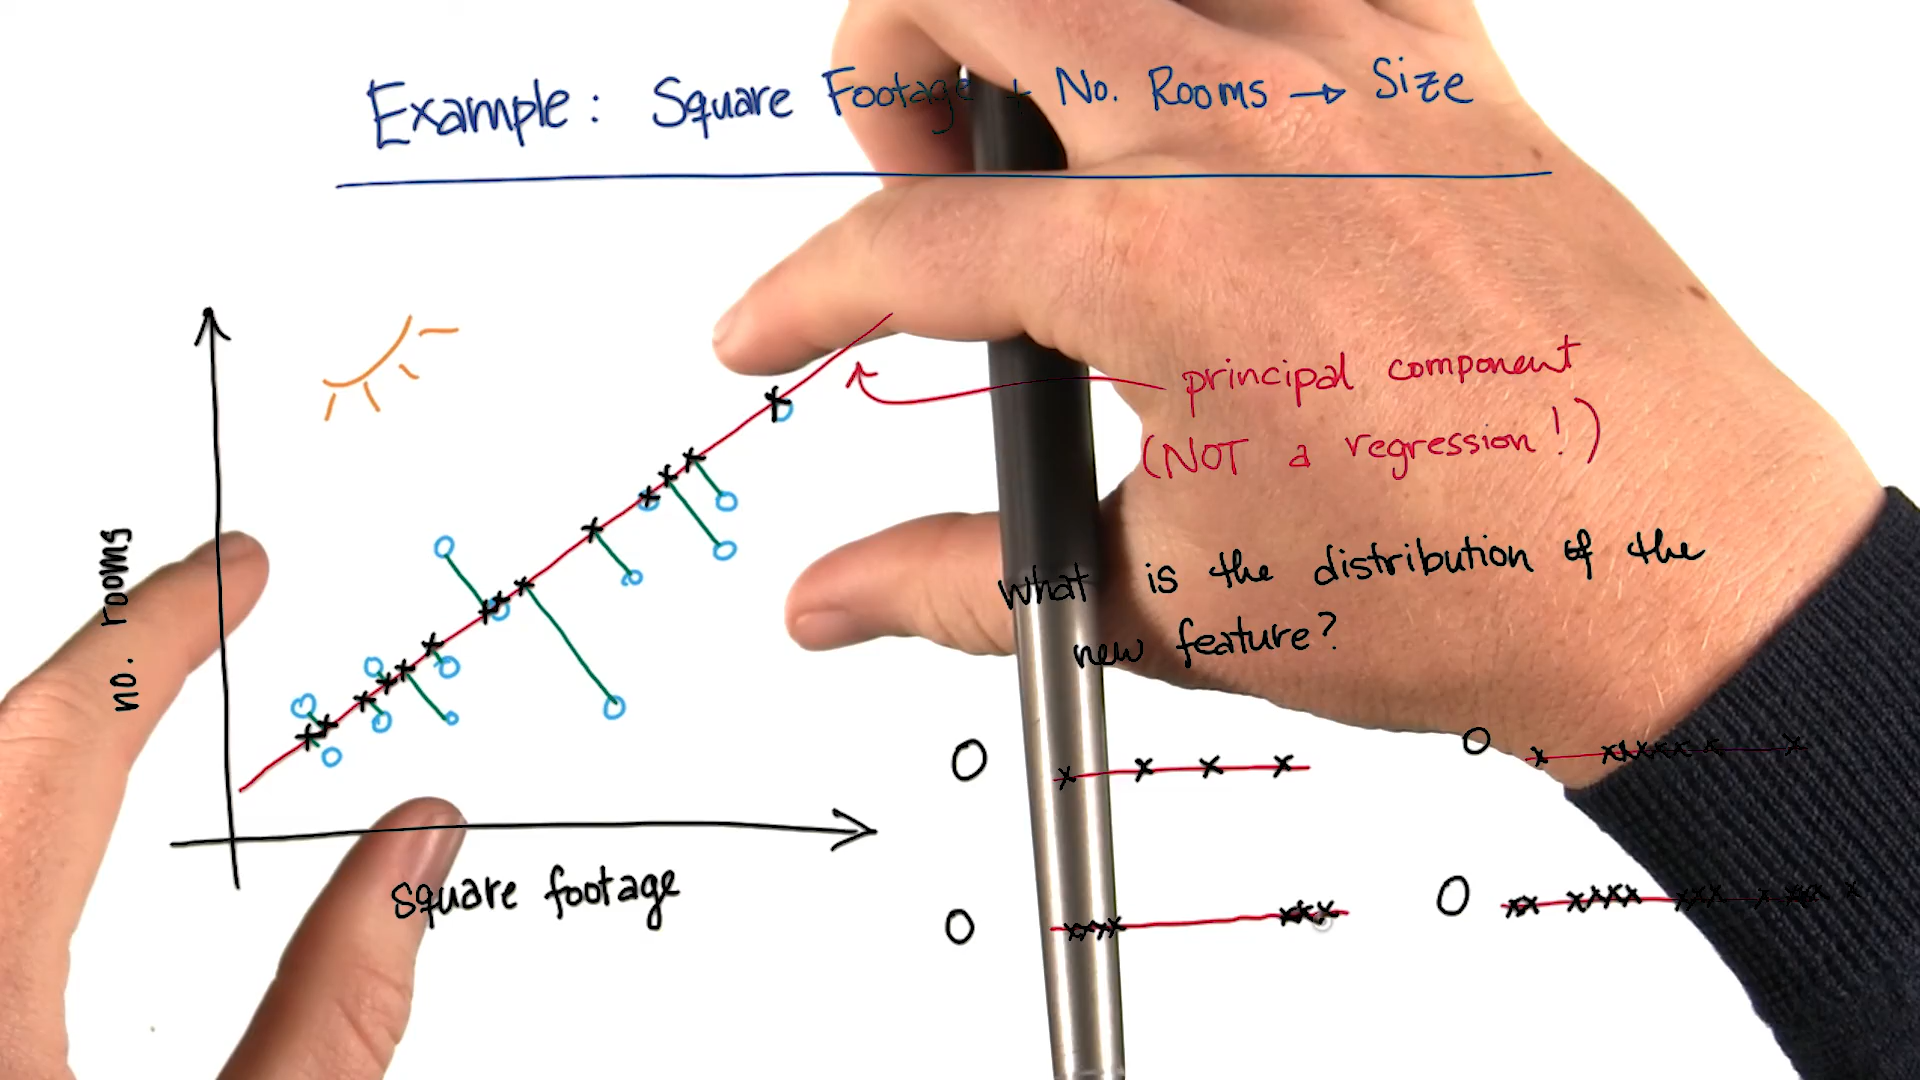 Example: Square Footage + No. Rooms → Size
principal component
(NOT a regression!)
no. rooms
What is the distribution of the
new feature?
square footage